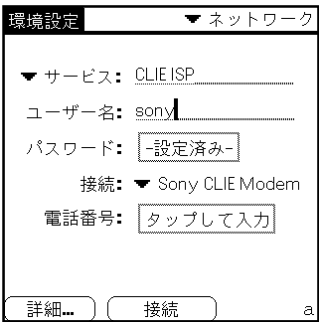 環境設定 ▼ ネットワーク
▼ サービス: CLIE ISP
ユーザー名: sony
パスワード: -設定済み-
接続: ▼ Sony CLIE Modem
電話番号: タップして入力
詳細... 接続 a